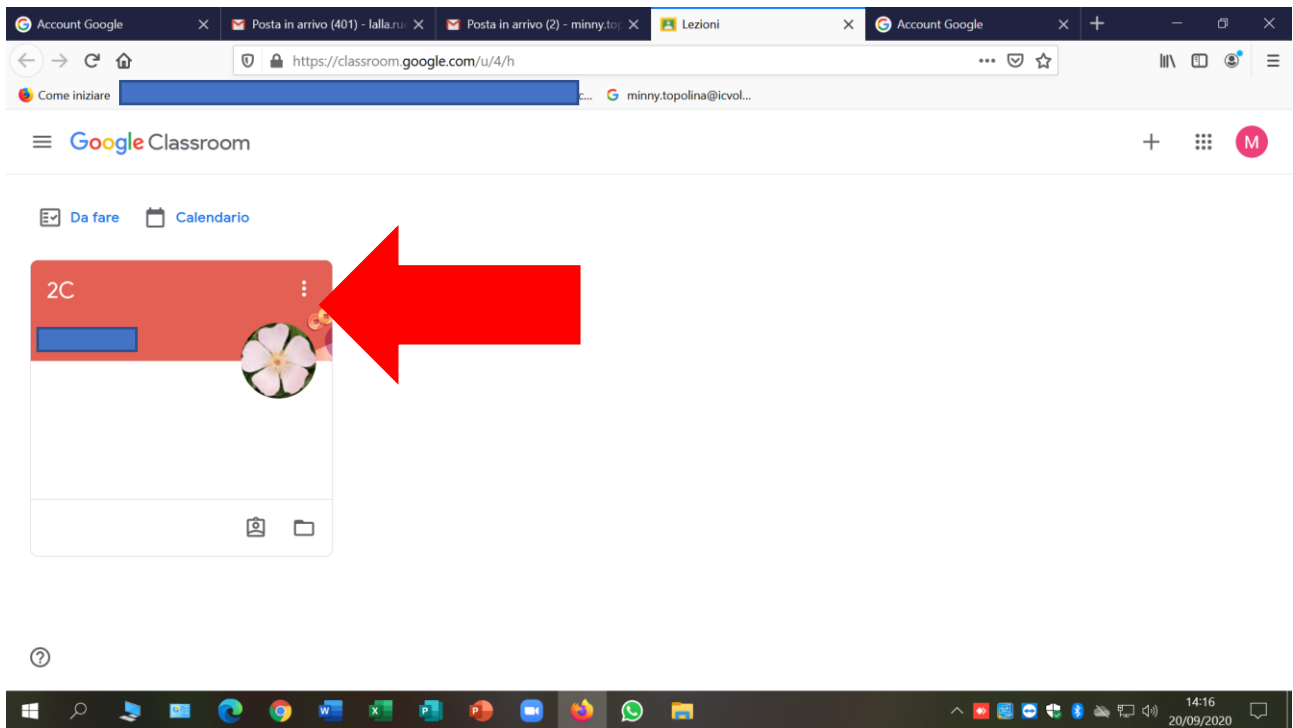 Account Google
Posta in arrivo (401) - lalla.ru
Posta in arrivo (2) - minny.to
Lezioni
Account Google
https://classroom.google.com/u/4/h
Come iniziare
c... minny.topolina@icvol...
Google Classroom
M
Da fare
Calendario
2C
14:16
20/09/2020